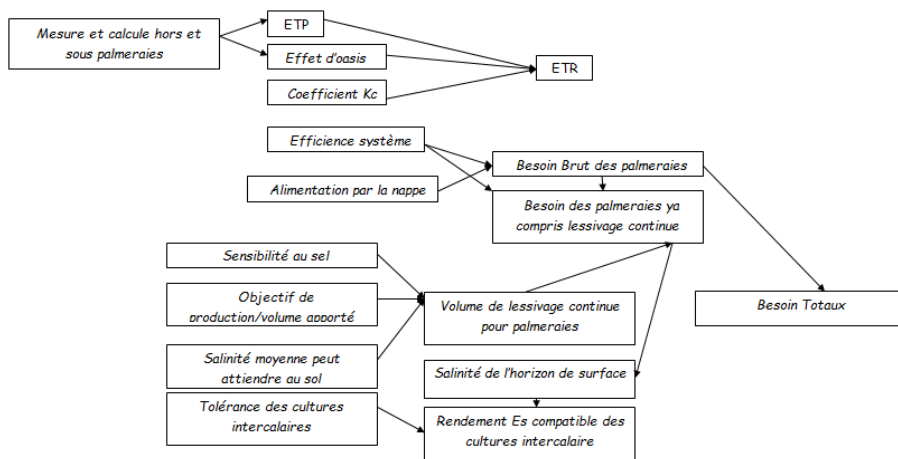 Mesure et calcule hors et
sous palmeraies
ETP
Effet d'oasis
ETR
Coefficient Kc
Efficience système
Besoin Brut des palmeraies
Alimentation par la nappe
Besoin des palmeraies ya
compris lessivage continue
Sensibilité au sel
Objectif de
production/volume apporté
Volume de lessivage continue
pour palmeraies
Besoin Totaux
Salinité moyenne peut
attiendre au sol
Salinité de l'horizon de surface
Tolérance des cultures
intercalaires
Rendement Es compatible des
cultures intercalaire